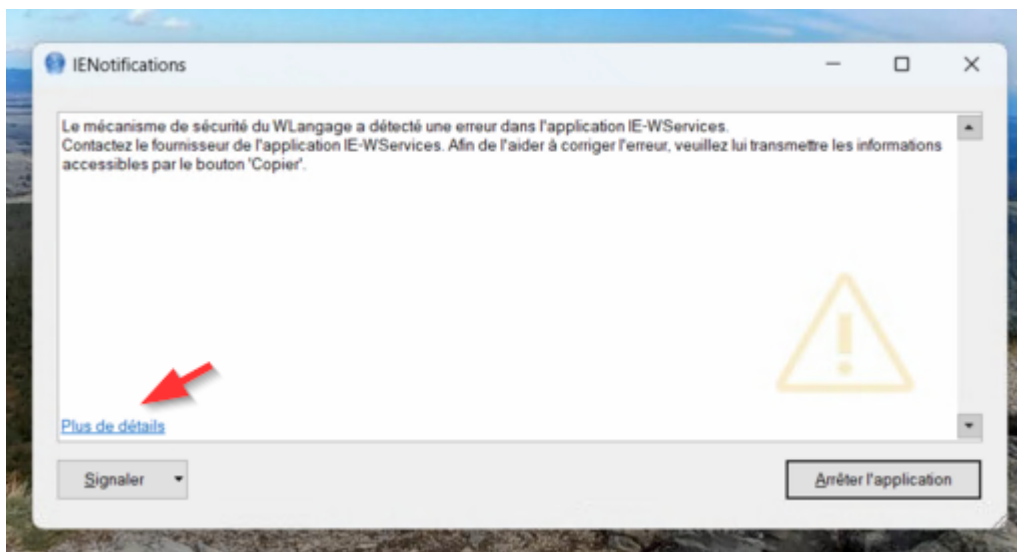 IENotifications
Le mécanisme de sécurité du WLangage a détecté une erreur dans l'application IE-WServices.
Contactez le fournisseur de l'application IE-WServices. Afin de l'aider à corriger l'erreur, veuillez lui transmettre les informations
accessibles par le bouton 'Copier'.
Plus de détails
Signaler
Arrêter l'application